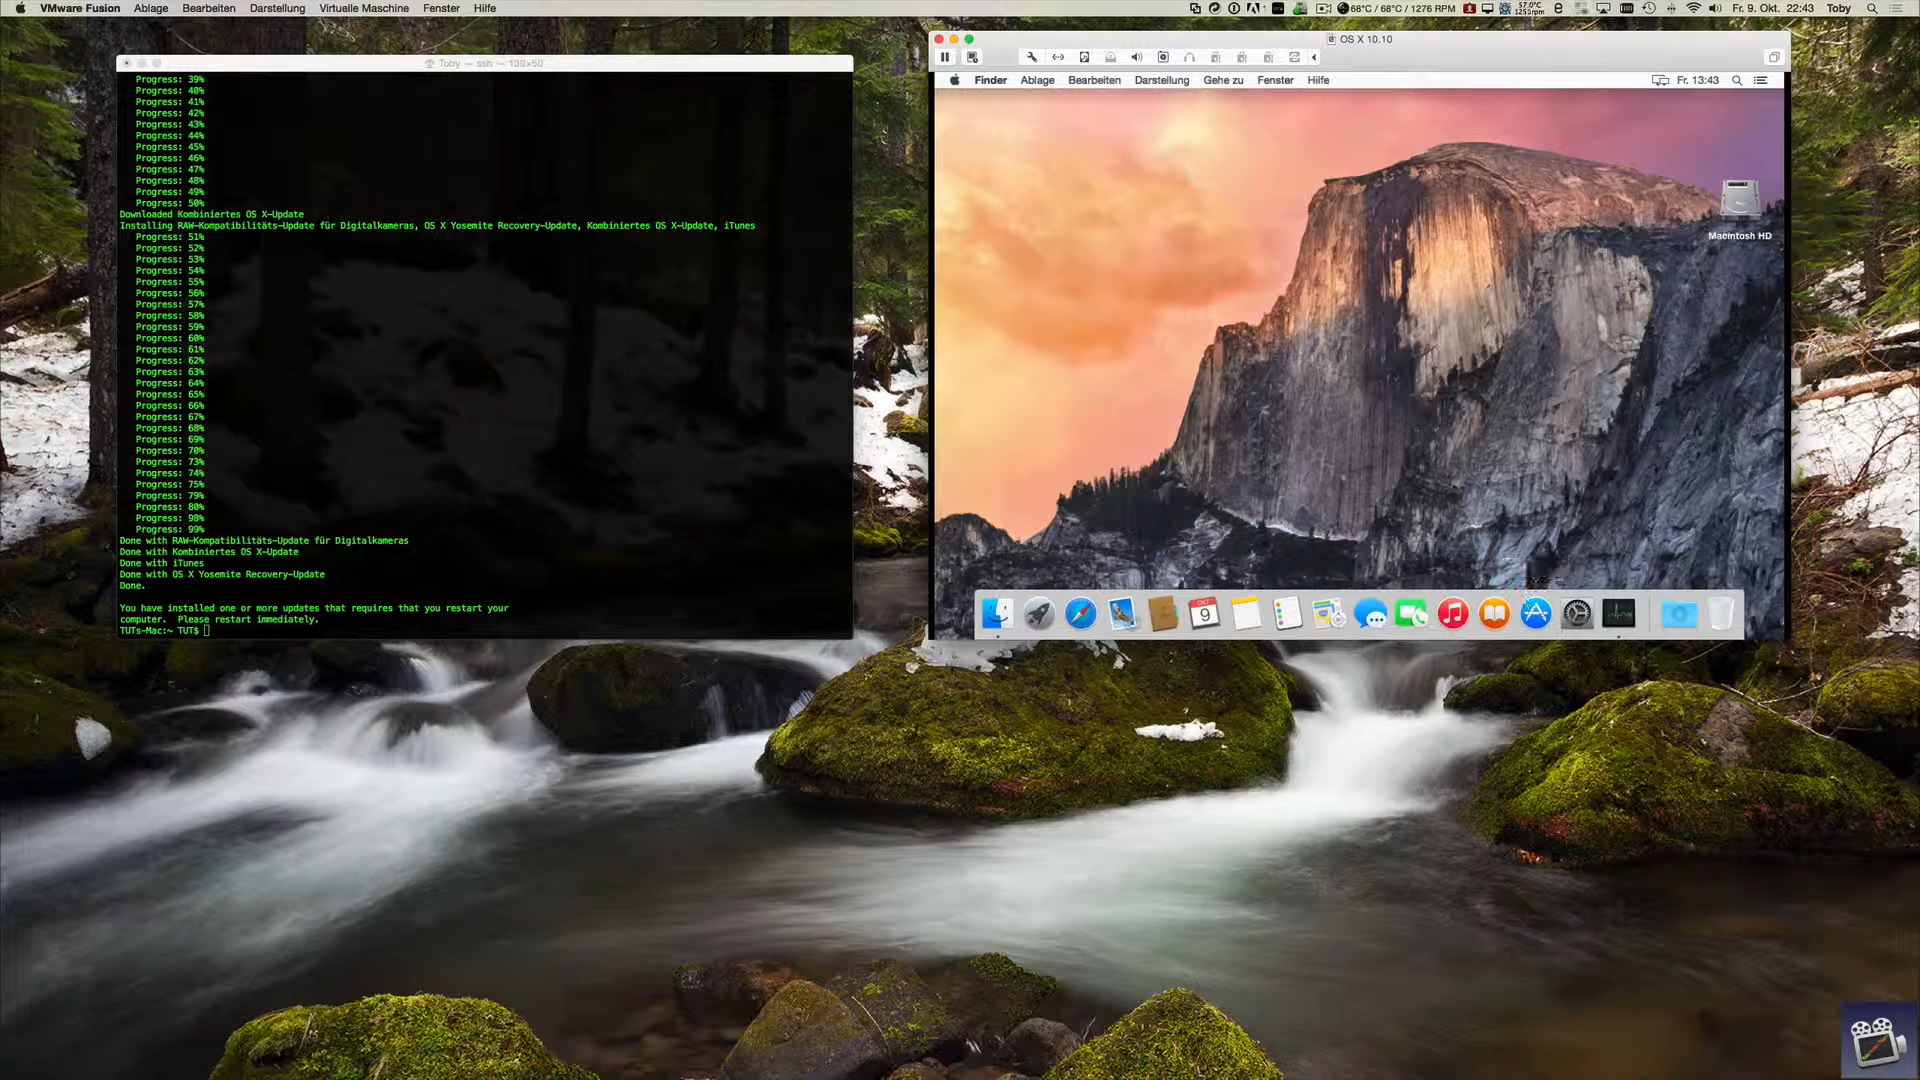 VMware Fusion Ablage Bearbeiten Darstellung Virtuelle Maschine Fenster Hilfe
68°C / 68°C / 1276 RPM
57.0°C
Fr. 9. Okt. 22:43 Toby
Toby — ssh — 139×50
Progress: 39%
Progress: 40%
Progress: 41%
Progress: 42%
Progress: 43%
Progress: 44%
Progress: 45%
Progress: 46%
Progress: 47%
Progress: 48%
Progress: 49%
Progress: 50%
Downloaded Kombiniertes OS X-Update
Installing RAW-Kompatibilitäts-Update für Digitalkameras, OS X Yosemite Recovery-Update, Kombiniertes OS X-Update, iTunes
Progress: 51%
Progress: 52%
Progress: 53%
Progress: 54%
Progress: 55%
Progress: 56%
Progress: 57%
Progress: 58%
Progress: 59%
Progress: 60%
Progress: 61%
Progress: 62%
Progress: 63%
Progress: 64%
Progress: 65%
Progress: 66%
Progress: 67%
Progress: 68%
Progress: 69%
Progress: 70%
Progress: 73%
Progress: 74%
Progress: 75%
Progress: 79%
Progress: 80%
Progress: 98%
Progress: 99%
Done with RAW-Kompatibilitäts-Update für Digitalkameras
Done with Kombiniertes OS X-Update
Done with iTunes
Done with OS X Yosemite Recovery-Update
Done.
You have installed one or more updates that requires that you restart your
computer.  Please restart immediately.
TUTs-Mac:~ TUT$
OS X 10.10
Finder Ablage Bearbeiten Darstellung Gehe zu Fenster Hilfe
Fr. 13:43
Macintosh HD
OKT
9